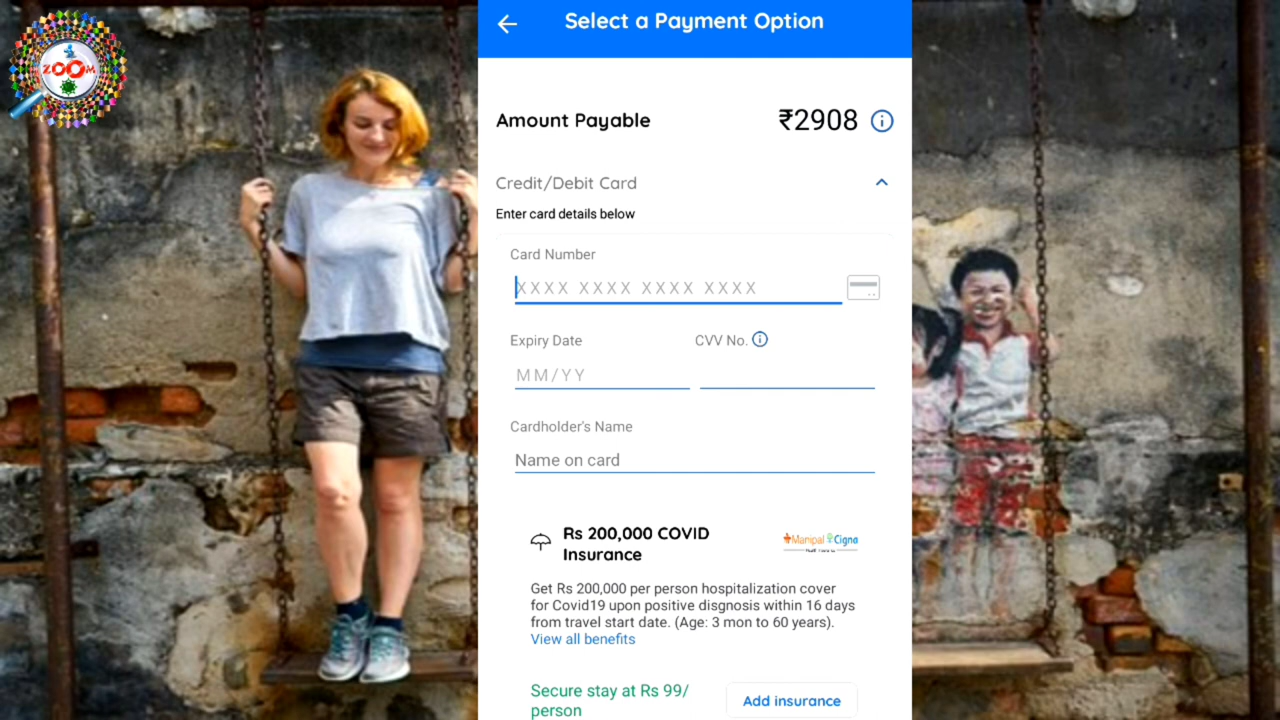 ZOOM
Select a Payment Option
Amount Payable
₹2908
Credit/Debit Card
Enter card details below
Card Number
XXXX XXXX XXXX XXXX
Expiry Date
CVV No.
MM/YY
Cardholder's Name
Name on card
Rs 200,000 COVID
Insurance
ManipalCigna
Get Rs 200,000 per person hospitalization cover
for Covid19 upon positive disgnosis within 16 days
from travel start date. (Age: 3 mon to 60 years).
View all benefits
Secure stay at Rs 99/
person
Add insurance